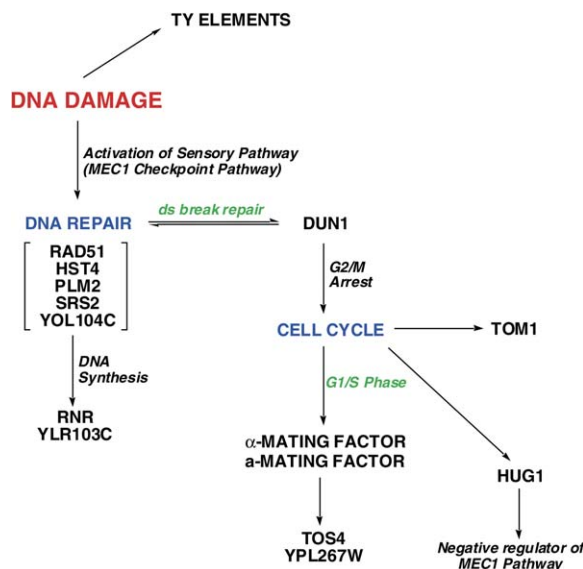 TY ELEMENTS
DNA DAMAGE
Activation of Sensory Pathway
(MEC1 Checkpoint Pathway)
DNA REPAIR
ds break repair
DUN1
RAD51
HST4
PLM2
SRS2
YOL104C
G2/M
Arrest
CELL CYCLE
TOM1
DNA
Synthesis
G1/S Phase
RNR
YLR103C
α-MATING FACTOR
a-MATING FACTOR
HUG1
TOS4
YPL267W
Negative regulator of
MEC1 Pathway